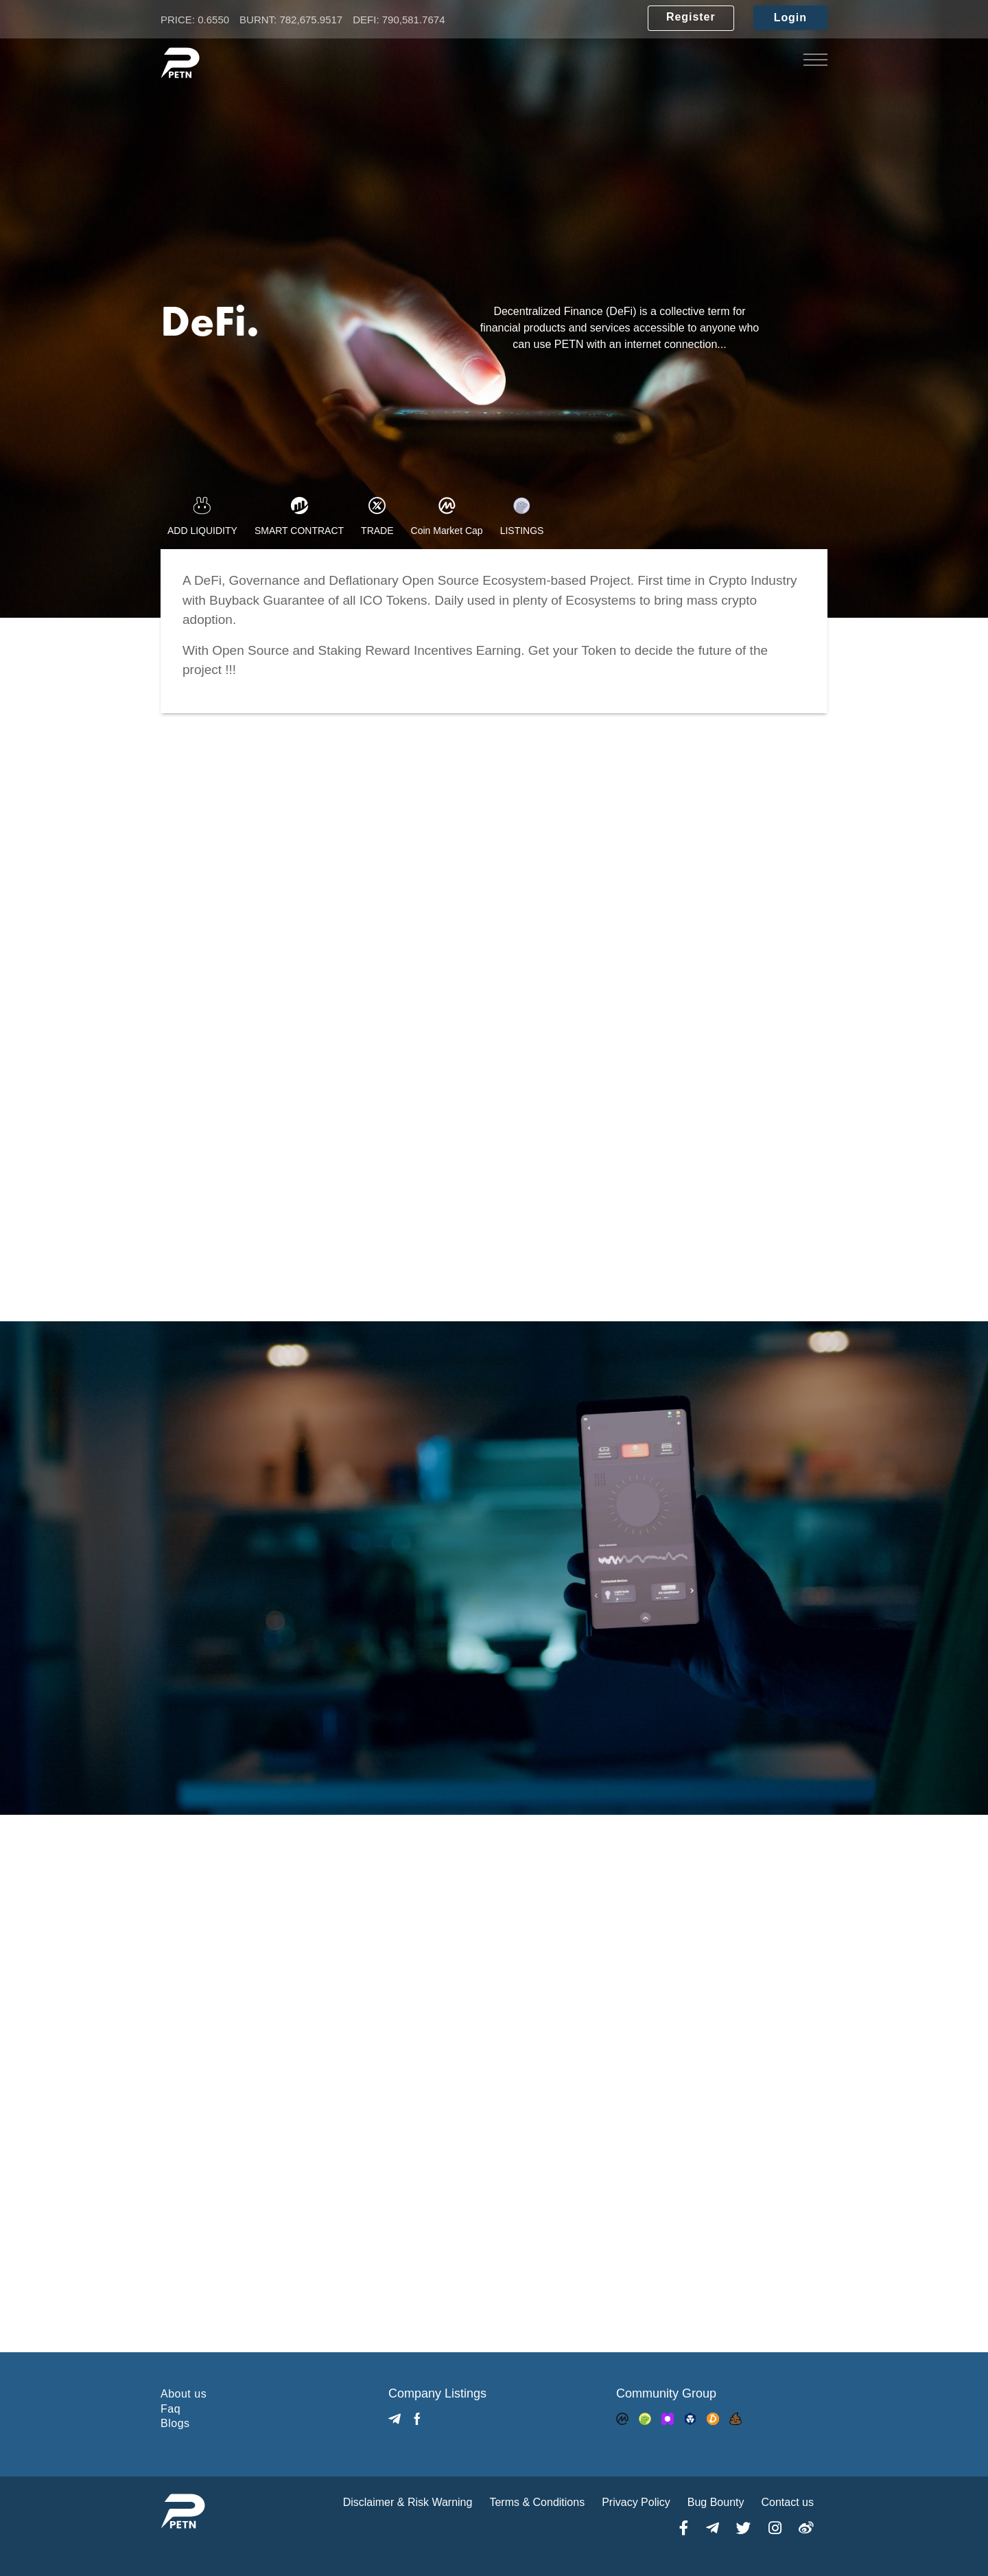 PRICE: 0.6550 BURNT: 782,675.9517 DEFI: 790,581.7674
Register
Login
PETN
DeFi.
Decentralized Finance (DeFi) is a collective term for
financial products and services accessible to anyone who
can use PETN with an internet connection...
ADD LIQUIDITY
SMART CONTRACT
TRADE
Coin Market Cap
LISTINGS
A DeFi, Governance and Deflationary Open Source Ecosystem-based Project. First time in Crypto Industry
with Buyback Guarantee of all ICO Tokens. Daily used in plenty of Ecosystems to bring mass crypto
adoption.
With Open Source and Staking Reward Incentives Earning. Get your Token to decide the future of the
project !!!
About us
Faq
Blogs
Company Listings
Community Group
PETN
Disclaimer & Risk Warning
Terms & Conditions
Privacy Policy
Bug Bounty
Contact us